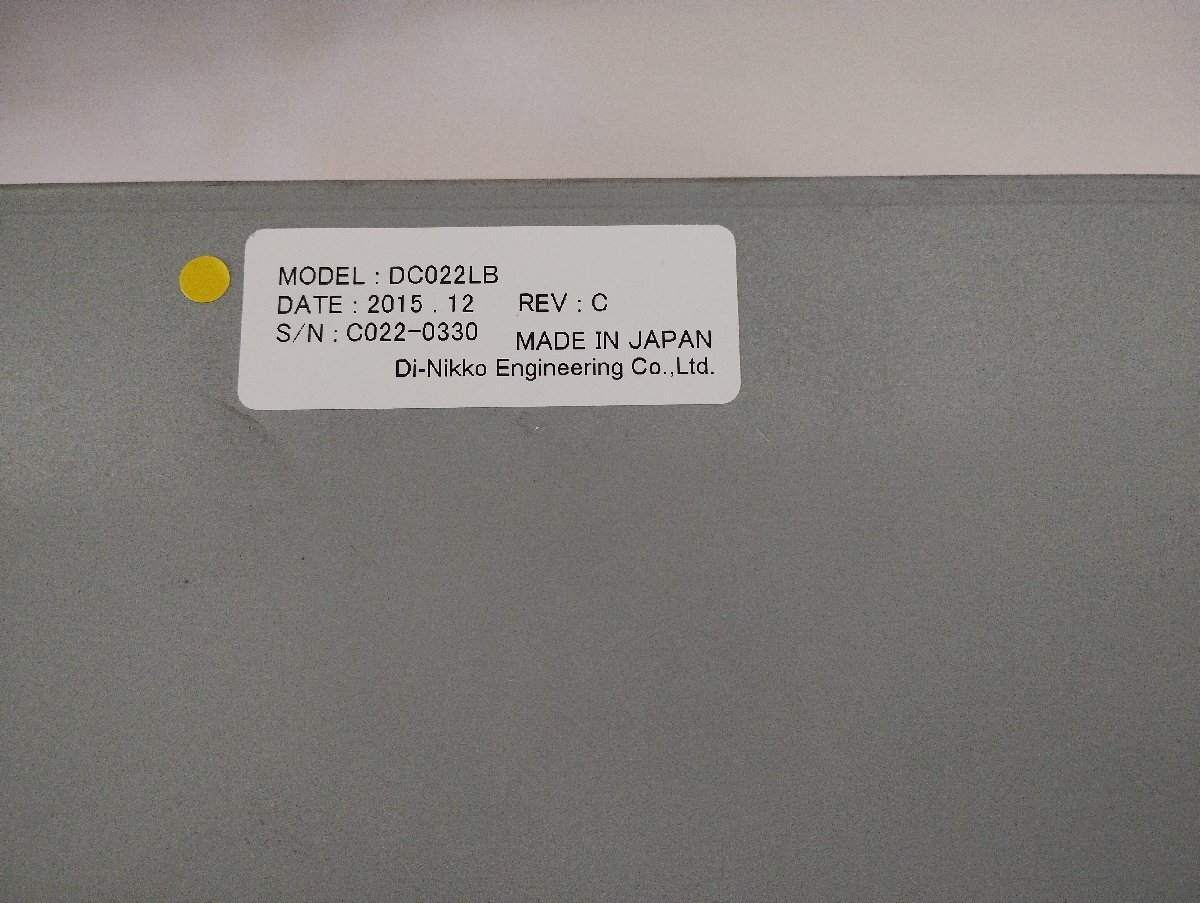 MODEL : DC022LB
DATE : 2015 . 12 REV : C
S/N : C022-0330 MADE IN JAPAN
Di-Nikko Engineering Co.,Ltd.